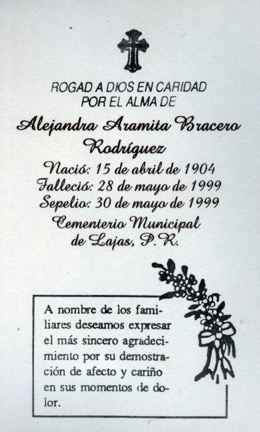 ROGAD A DIOS EN CARIDAD
POR EL ALMA DE
Alejandra Aramita Bracero
Rodríguez
Nació: 15 de abril de 1904
Falleció: 28 de mayo de 1999
Sepelio: 30 de mayo de 1999
Cementerio Municipal
de Lajas, P.R.
A nombre de los fami-
liares deseamos expresar
el más sincero agradeci-
miento por su demostra-
ción de afecto y cariño
en sus momentos de do-
lor.